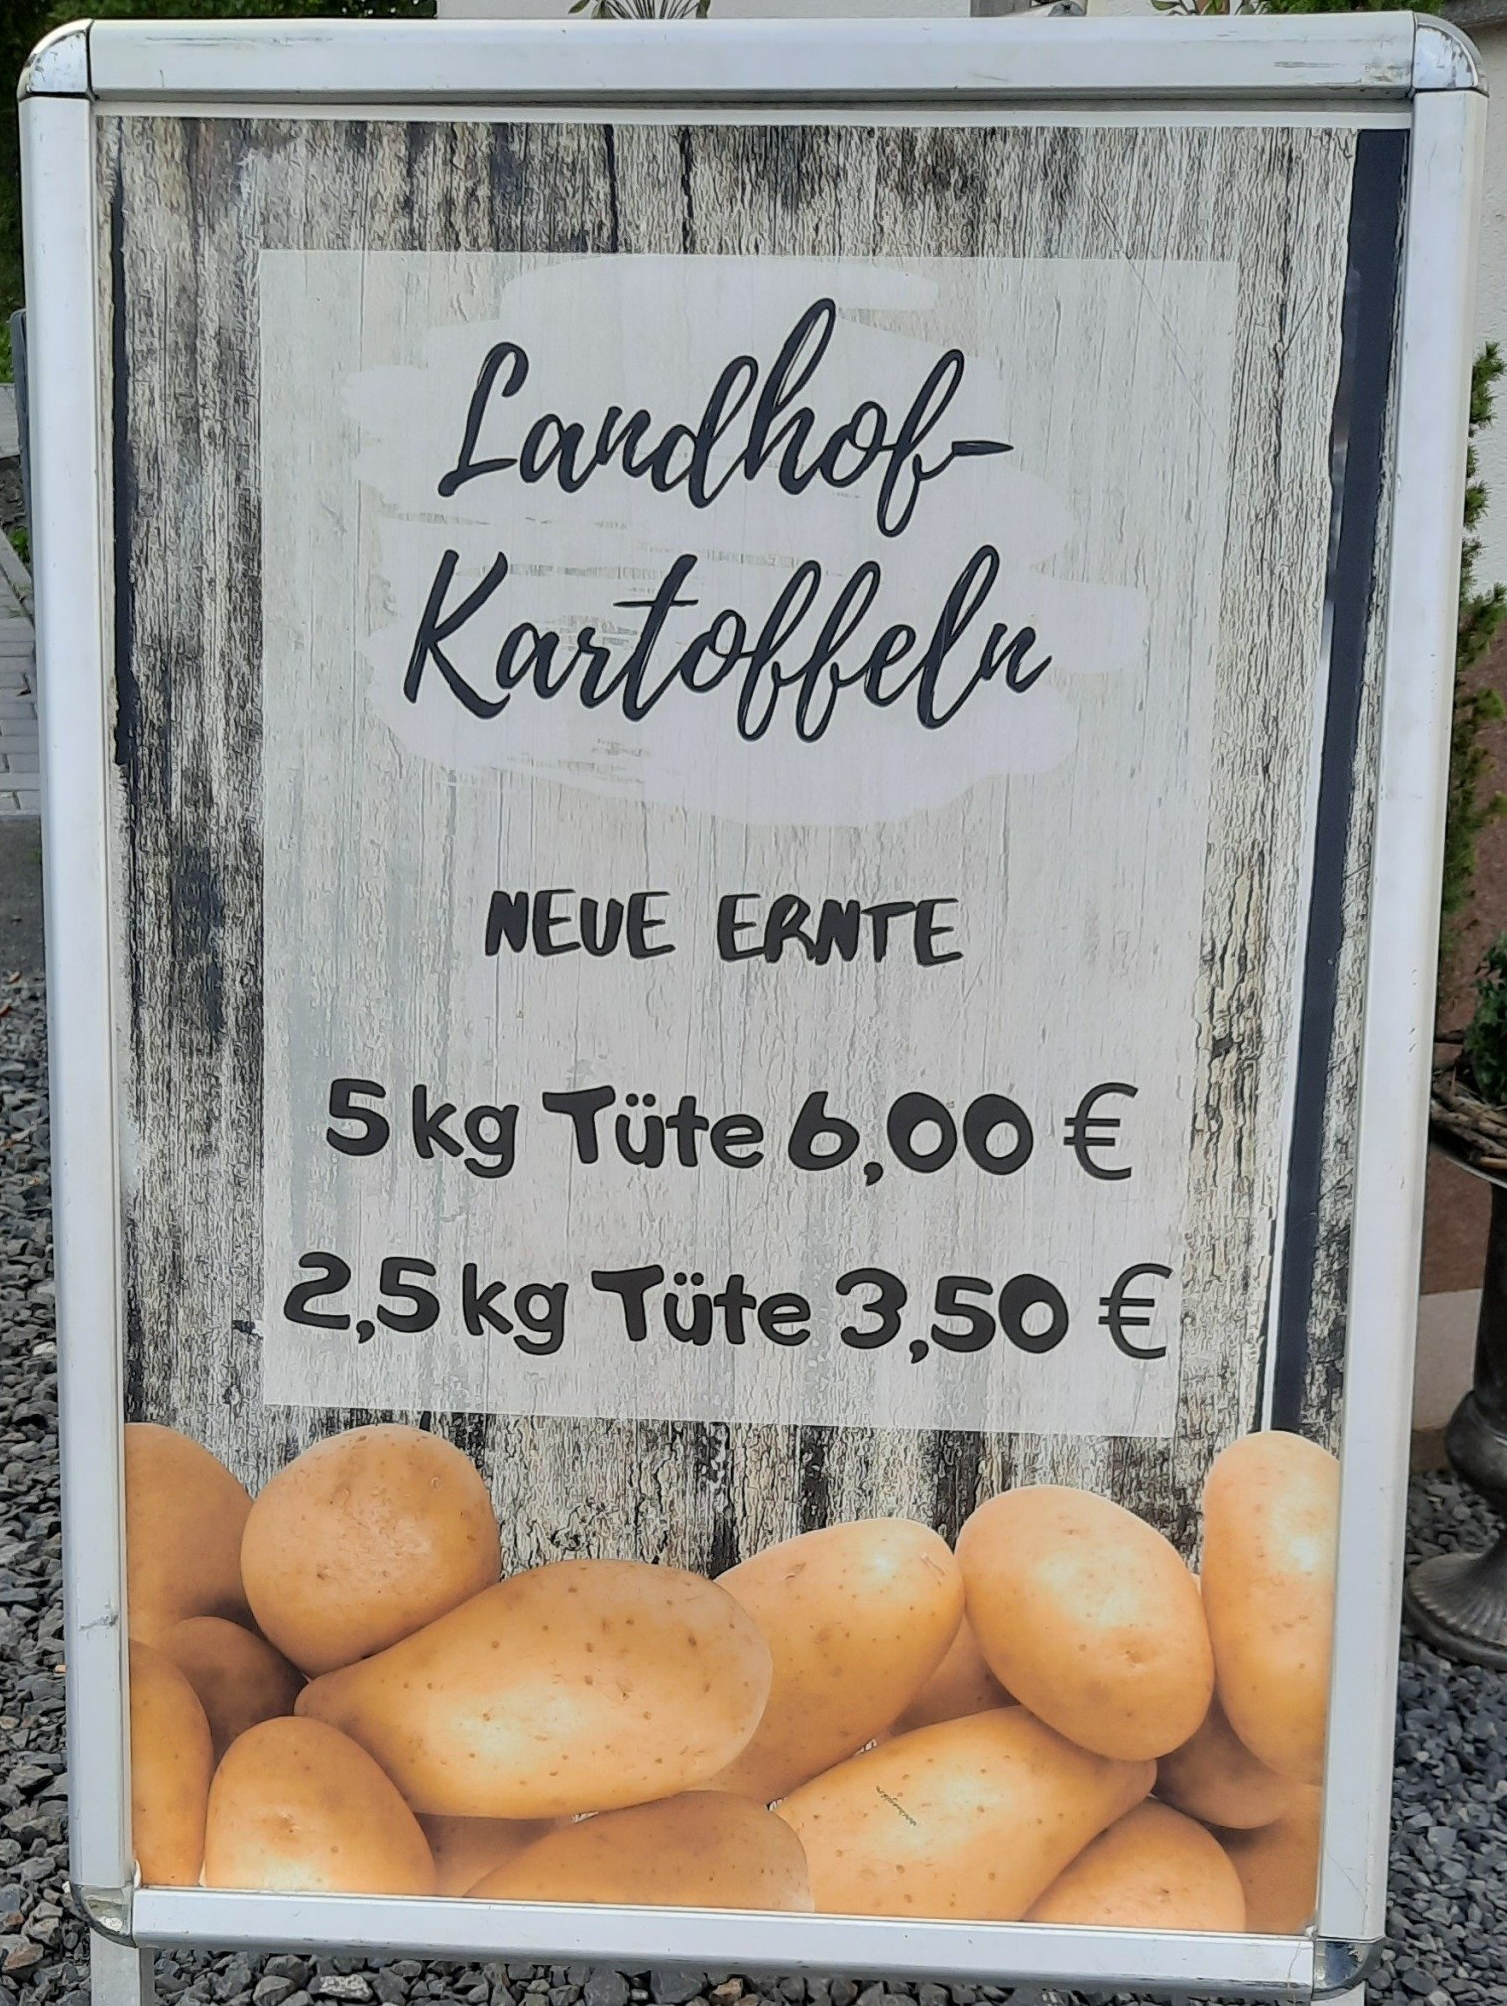 Landhof-
Kartoffeln
NEUE ERNTE
5 kg Tüte 6,00 €
2,5 kg Tüte 3,50 €